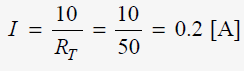 I = 10/R_T = 10/50 = 0.2 [A]